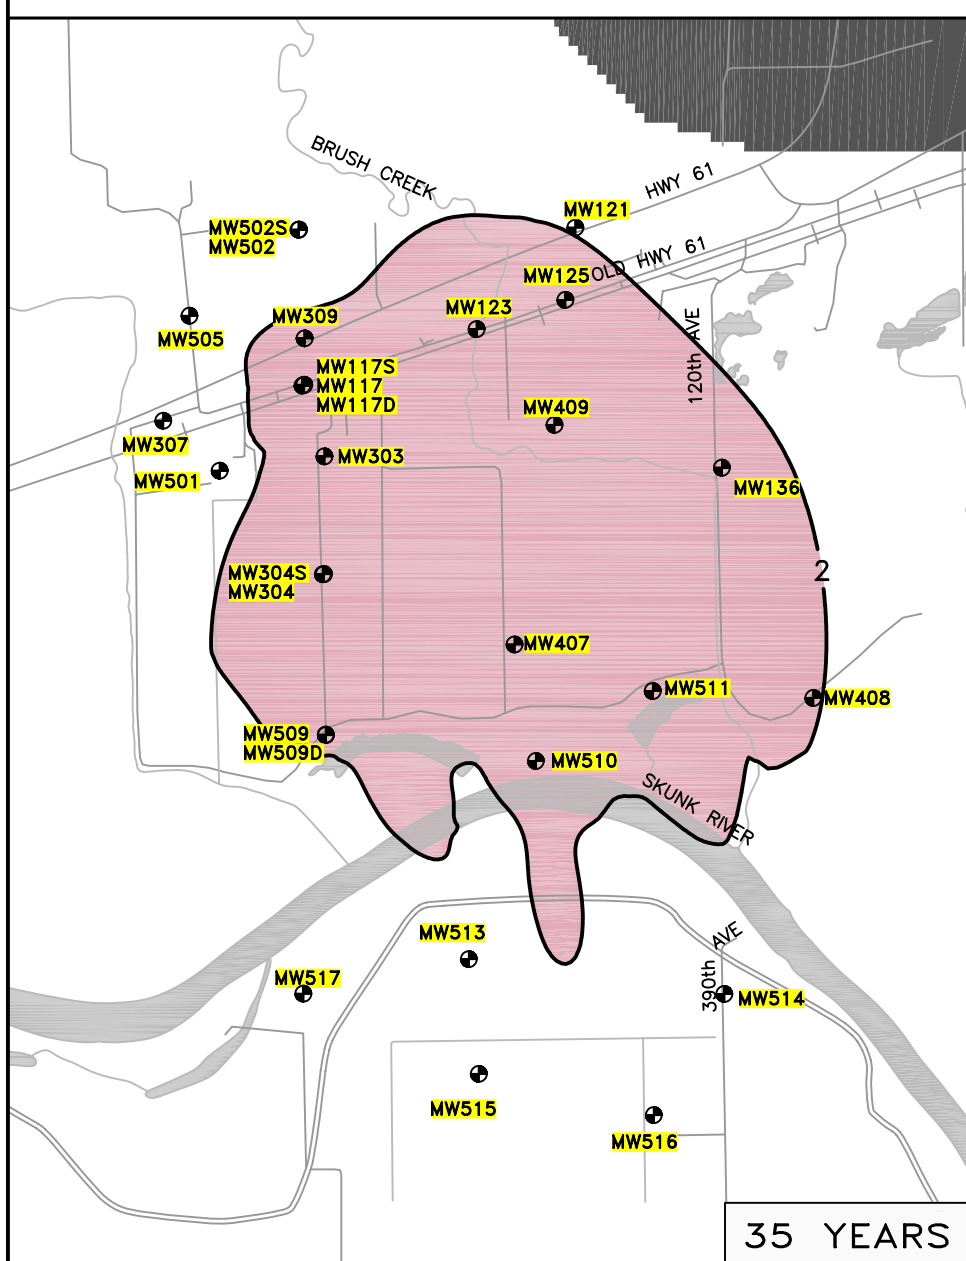 BRUSH CREEK
HWY 61
MW121
MW502S
MW502
OLD HWY 61
MW125
MW123
MW309
MW505
120th AVE
MW117S
MW117
MW117D
MW409
MW307
MW303
MW501
MW136
2
MW304S
MW304
MW407
MW511
MW408
MW509
MW509D
MW510
SKUNK RIVER
MW513
390th AVE
MW517
MW514
MW515
MW516
35 YEARS